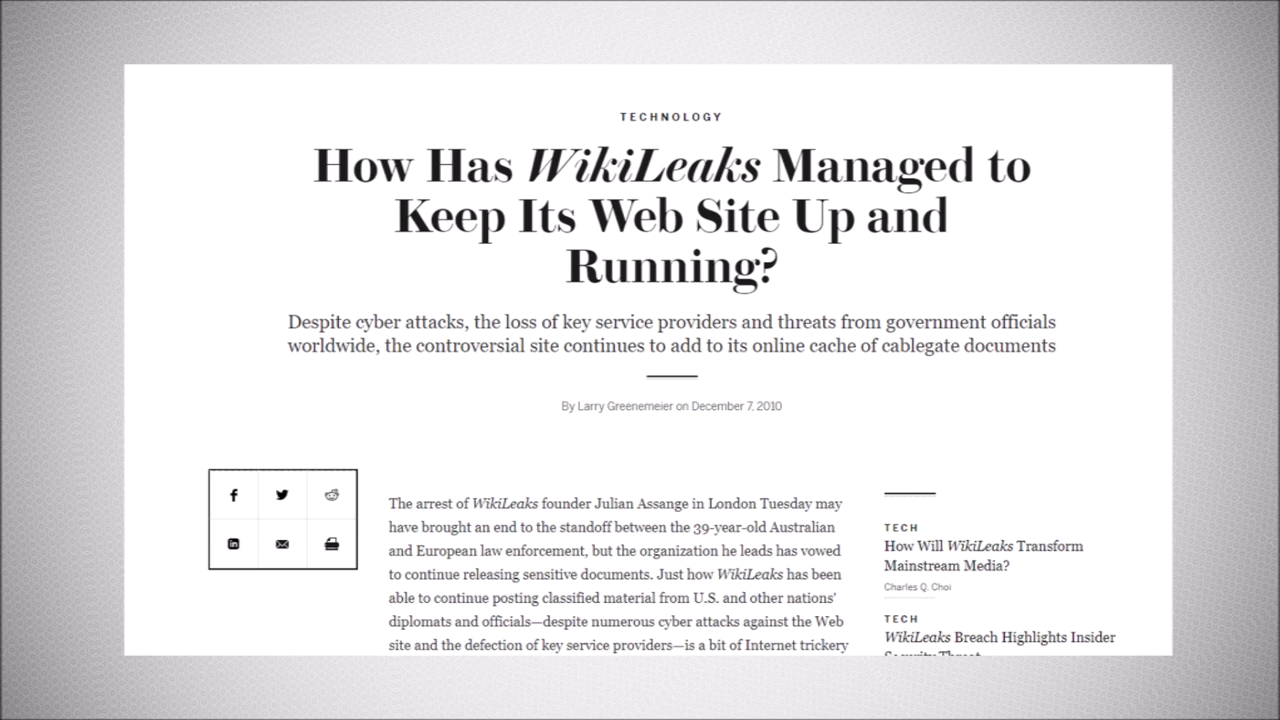 TECHNOLOGY
How Has WikiLeaks Managed to
Keep Its Web Site Up and
Running?
Despite cyber attacks, the loss of key service providers and threats from government officials
worldwide, the controversial site continues to add to its online cache of cablegate documents
By Larry Greenemeier on December 7, 2010
The arrest of WikiLeaks founder Julian Assange in London Tuesday may
have brought an end to the standoff between the 39-year-old Australian
and European law enforcement, but the organization he leads has vowed
to continue releasing sensitive documents. Just how WikiLeaks has been
able to continue posting classified material from U.S. and other nations'
diplomats and officials—despite numerous cyber attacks against the Web
site and the defection of key service providers—is a bit of Internet trickery
TECH
How Will WikiLeaks Transform
Mainstream Media?
Charles Q. Choi
TECH
WikiLeaks Breach Highlights Insider